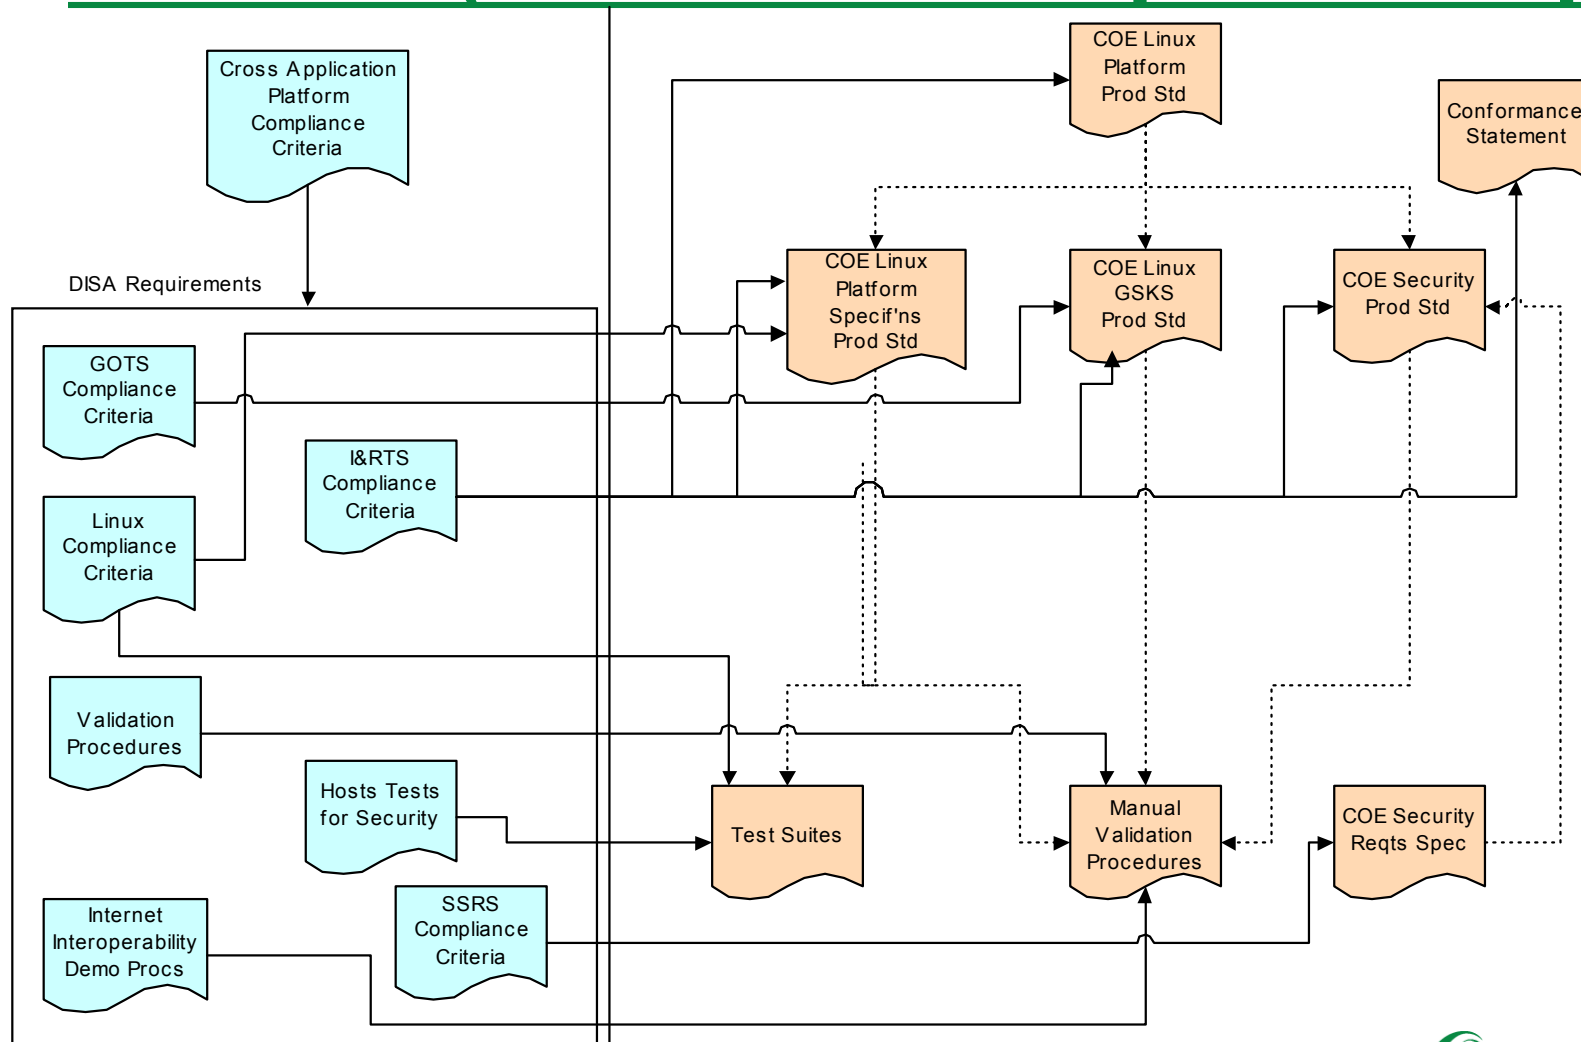 Cross Application
Platform
Compliance
Criteria
DISA Requirements
GOTS
Compliance
Criteria
I&RTS
Compliance
Criteria
Linux
Compliance
Criteria
Validation
Procedures
Hosts Tests
for Security
SSRS
Compliance
Criteria
Internet
Interoperability
Demo Procs
COE Linux
Platform
Prod Std
Conformance
Statement
COE Linux
Platform
Specif'ns
Prod Std
COE Linux
GSKS
Prod Std
COE Security
Prod Std
Test Suites
Manual
Validation
Procedures
COE Security
Reqts Spec